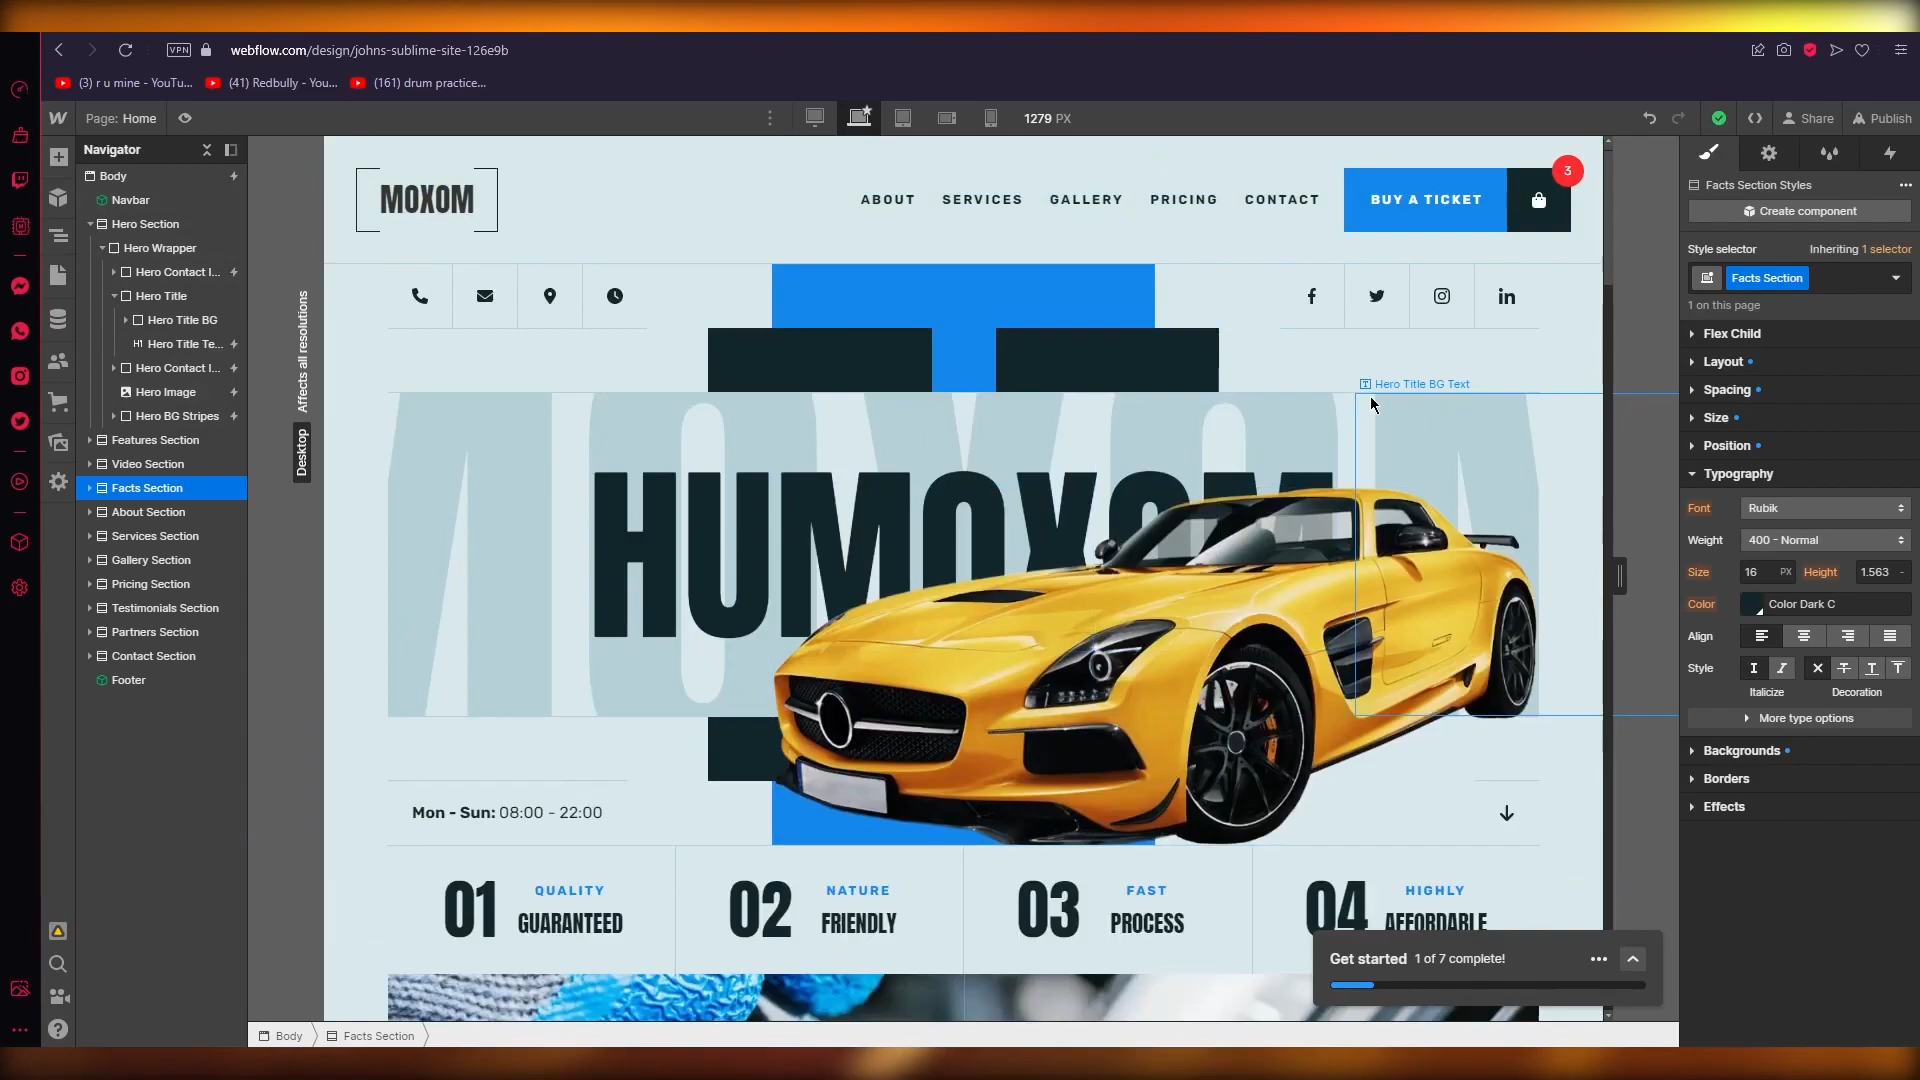 VPN
webflow.com/design/johns-sublime-site-126e9b
(3) r u mine - YouTu...
(41) Redbully - You...
(161) drum practice...
Page: Home
1279 PX
Share
Publish
Navigator
Body
Navbar
Hero Section
Hero Wrapper
Hero Contact I...
Hero Title
Hero Title BG
H1 Hero Title Te...
Hero Contact I...
Hero Image
Hero BG Stripes
Features Section
Video Section
Facts Section
About Section
Services Section
Gallery Section
Pricing Section
Testimonials Section
Partners Section
Contact Section
Footer
Affects all resolutions
Desktop
MOXOM
ABOUT
SERVICES
GALLERY
PRICING
CONTACT
BUY A TICKET
3
Hero Title BG Text
HUMOXOM
Mon - Sun: 08:00 - 22:00
01
QUALITY
GUARANTEED
02
NATURE
FRIENDLY
03
FAST
PROCESS
04
HIGHLY
AFFORDABLE
Get started 1 of 7 complete!
Body
Facts Section
Facts Section Styles
Create component
Style selector
Inheriting 1 selector
Facts Section
1 on this page
Flex Child
Layout
Spacing
Size
Position
Typography
Font
Rubik
Weight
400 - Normal
Size
16 PX
Height
1.563 -
Color
Color Dark C
Align
Style
Italicize
Decoration
More type options
Backgrounds
Borders
Effects